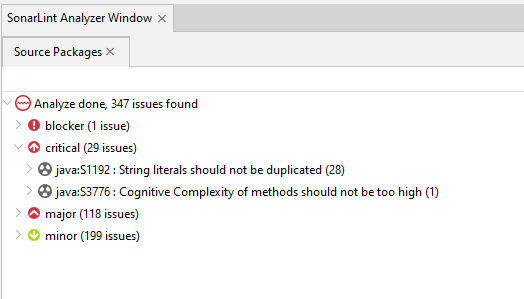 SonarLint Analyzer Window
Source Packages
Analyze done, 347 issues found
blocker (1 issue)
critical (29 issues)
java:S1192 : String literals should not be duplicated (28)
java:S3776 : Cognitive Complexity of methods should not be too high (1)
major (118 issues)
minor (199 issues)